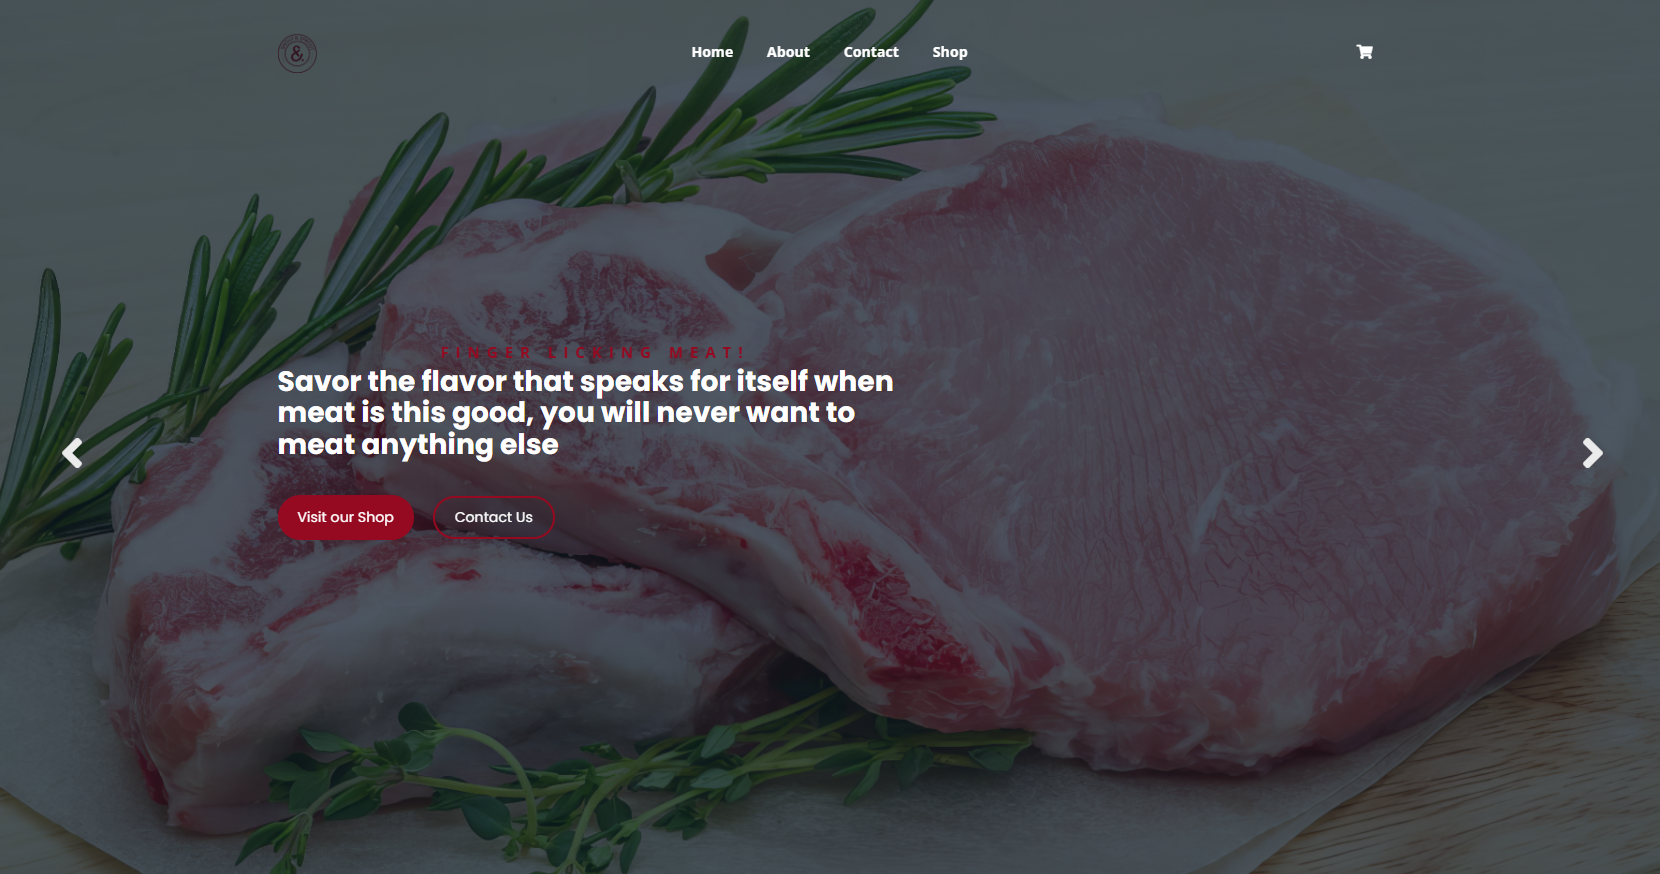 &
Home About Contact Shop
FINGER LICKING MEAT!
Savor the flavor that speaks for itself when
meat is this good, you will never want to
meat anything else
Visit our Shop Contact Us